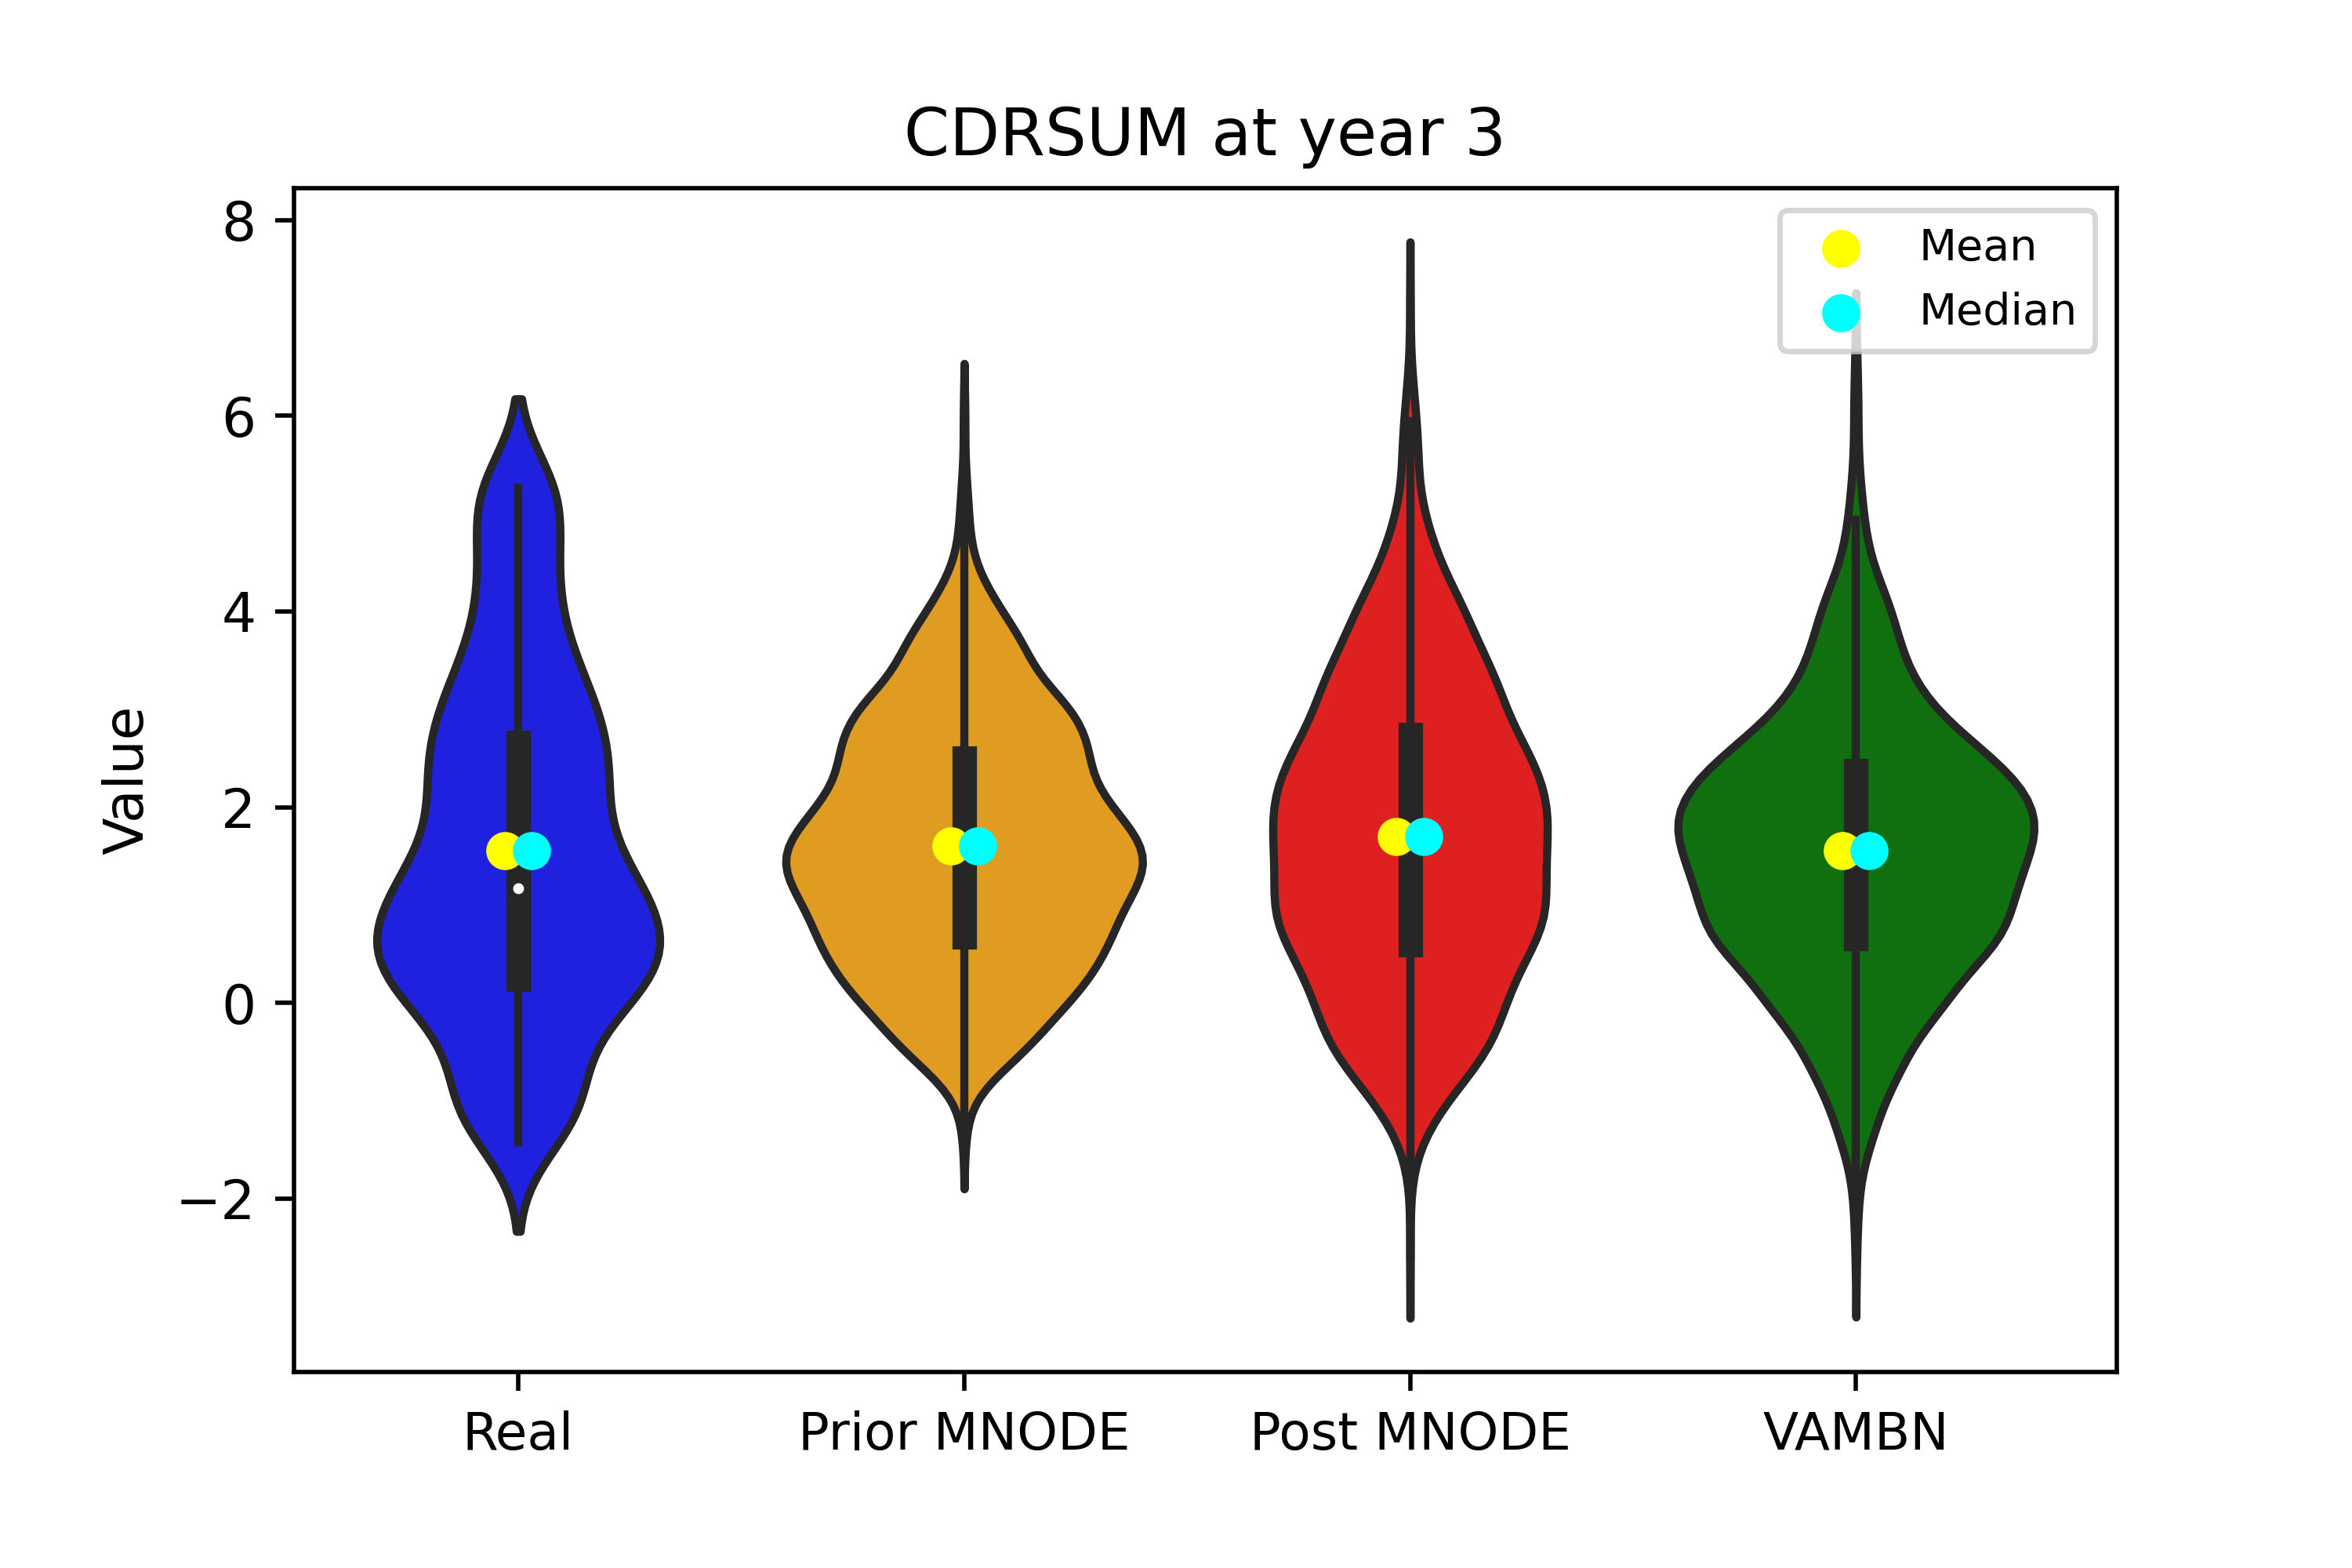 CDRSUM at year 3
Mean
Median
Value
8
6
4
2
0
−2
Real
Prior MNODE
Post MNODE
VAMBN